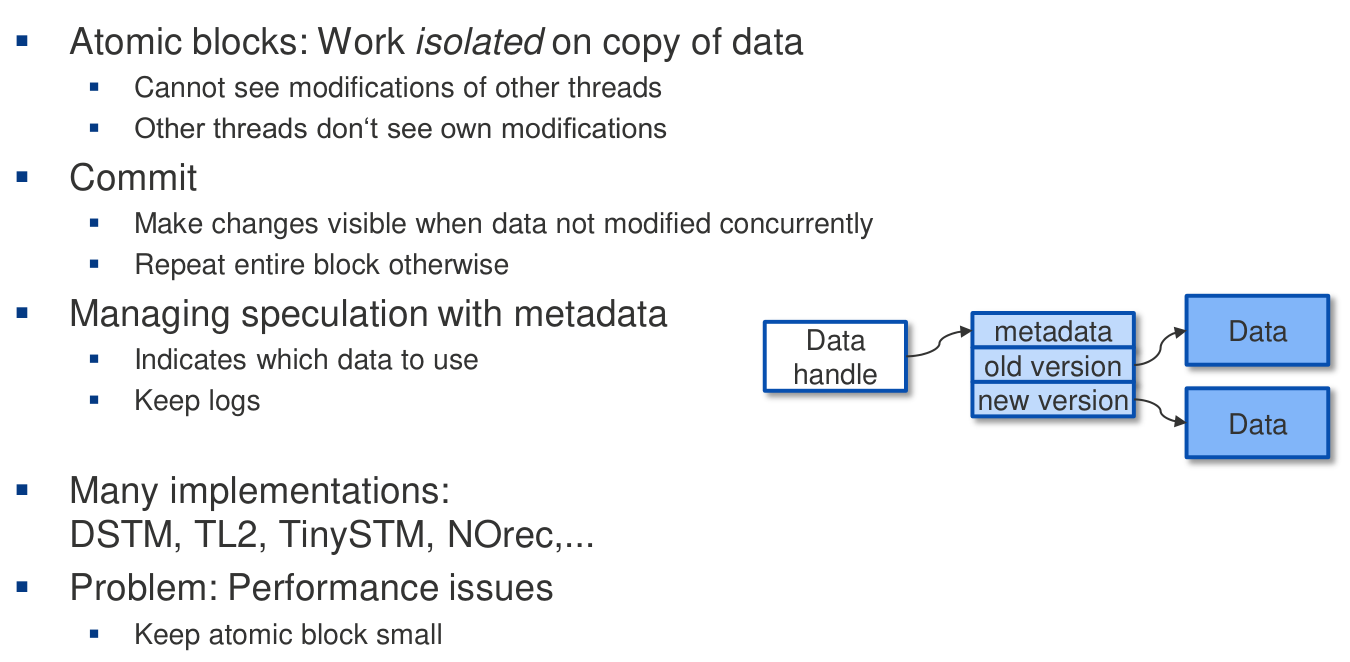 Atomic blocks: Work isolated on copy of data
Cannot see modifications of other threads
Other threads don‘t see own modifications
Commit
Make changes visible when data not modified concurrently
Repeat entire block otherwise
Managing speculation with metadata
Indicates which data to use
Keep logs
Data
handle
metadata
old version
new version
Data
Data
Many implementations:
DSTM, TL2, TinySTM, NOrec,...
Problem: Performance issues
Keep atomic block small